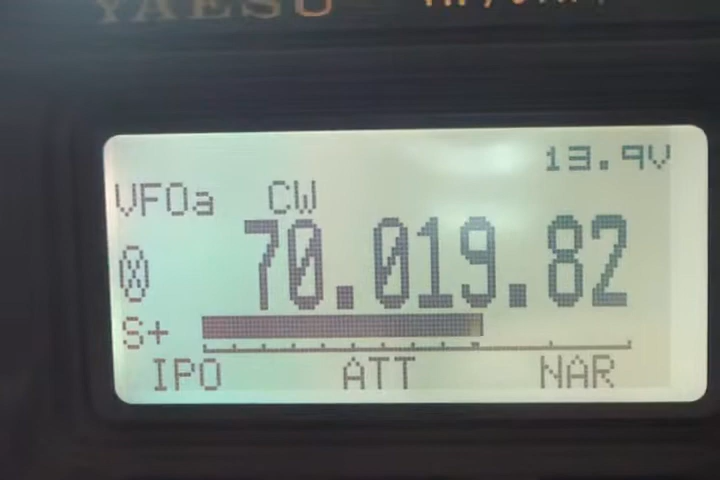 YAESU
13.9V
VFOa CW
70.019.82
S+
IPO ATT NAR